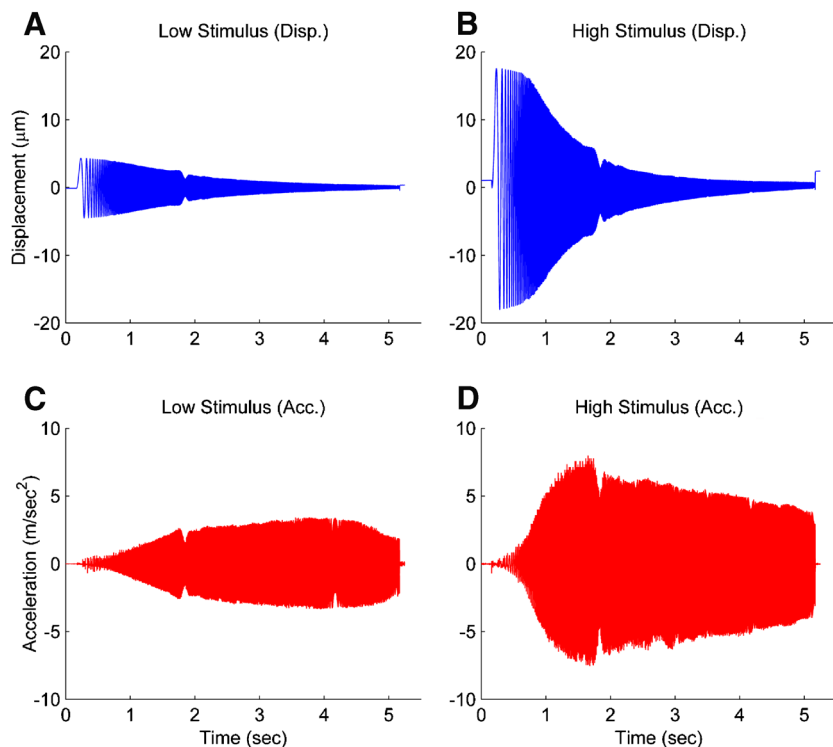 A
Low Stimulus (Disp.)
20
10
0
-10
-20
Displacement (μm)
0 1 2 3 4 5
B
High Stimulus (Disp.)
20
10
0
-10
-20
0 1 2 3 4 5
C
Low Stimulus (Acc.)
10
5
0
-5
-10
Acceleration (m/sec²)
0 1 2 3 4 5
Time (sec)
D
High Stimulus (Acc.)
10
5
0
-5
-10
0 1 2 3 4 5
Time (sec)